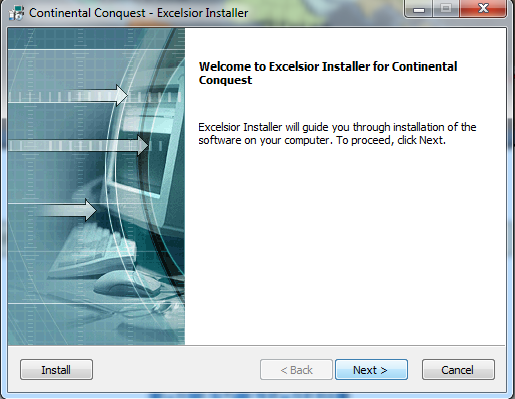 Continental Conquest - Excelsior Installer
Welcome to Excelsior Installer for Continental
Conquest
Excelsior Installer will guide you through installation of the
software on your computer. To proceed, click Next.
Install
< Back
Next >
Cancel